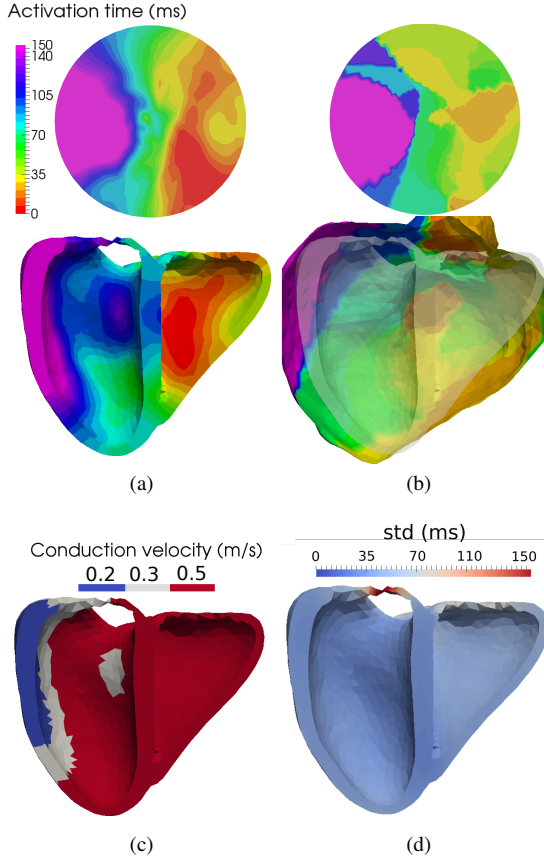 Activation time (ms)
150
140
105
70
35
0
(a)
(b)
Conduction velocity (m/s)
0.2 0.3 0.5
std (ms)
0 35 70 105 150
(c)
(d)